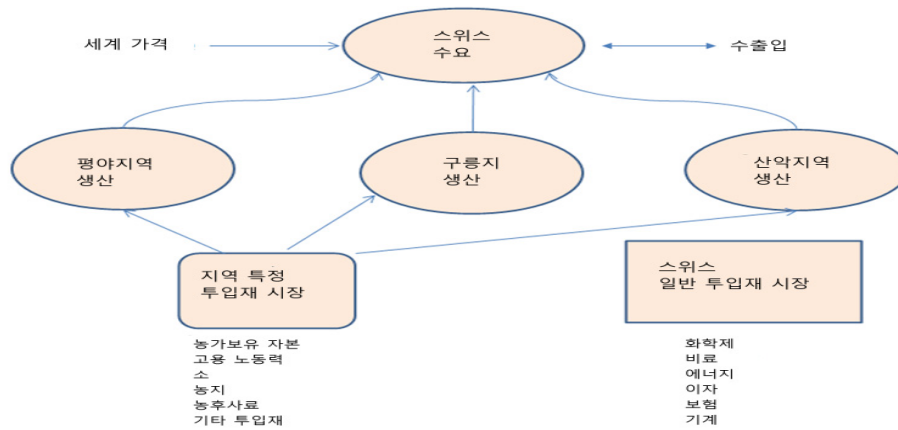 세계 가격
스위스
수요
수출입
평야지역
생산
구릉지
생산
산악지역
생산
지역 특정
투입재 시장
스위스
일반 투입재 시장
농가보유 자본
고용 노동력
소
농지
농후사료
기타 투입재
화학제
비료
에너지
이자
보험
기계